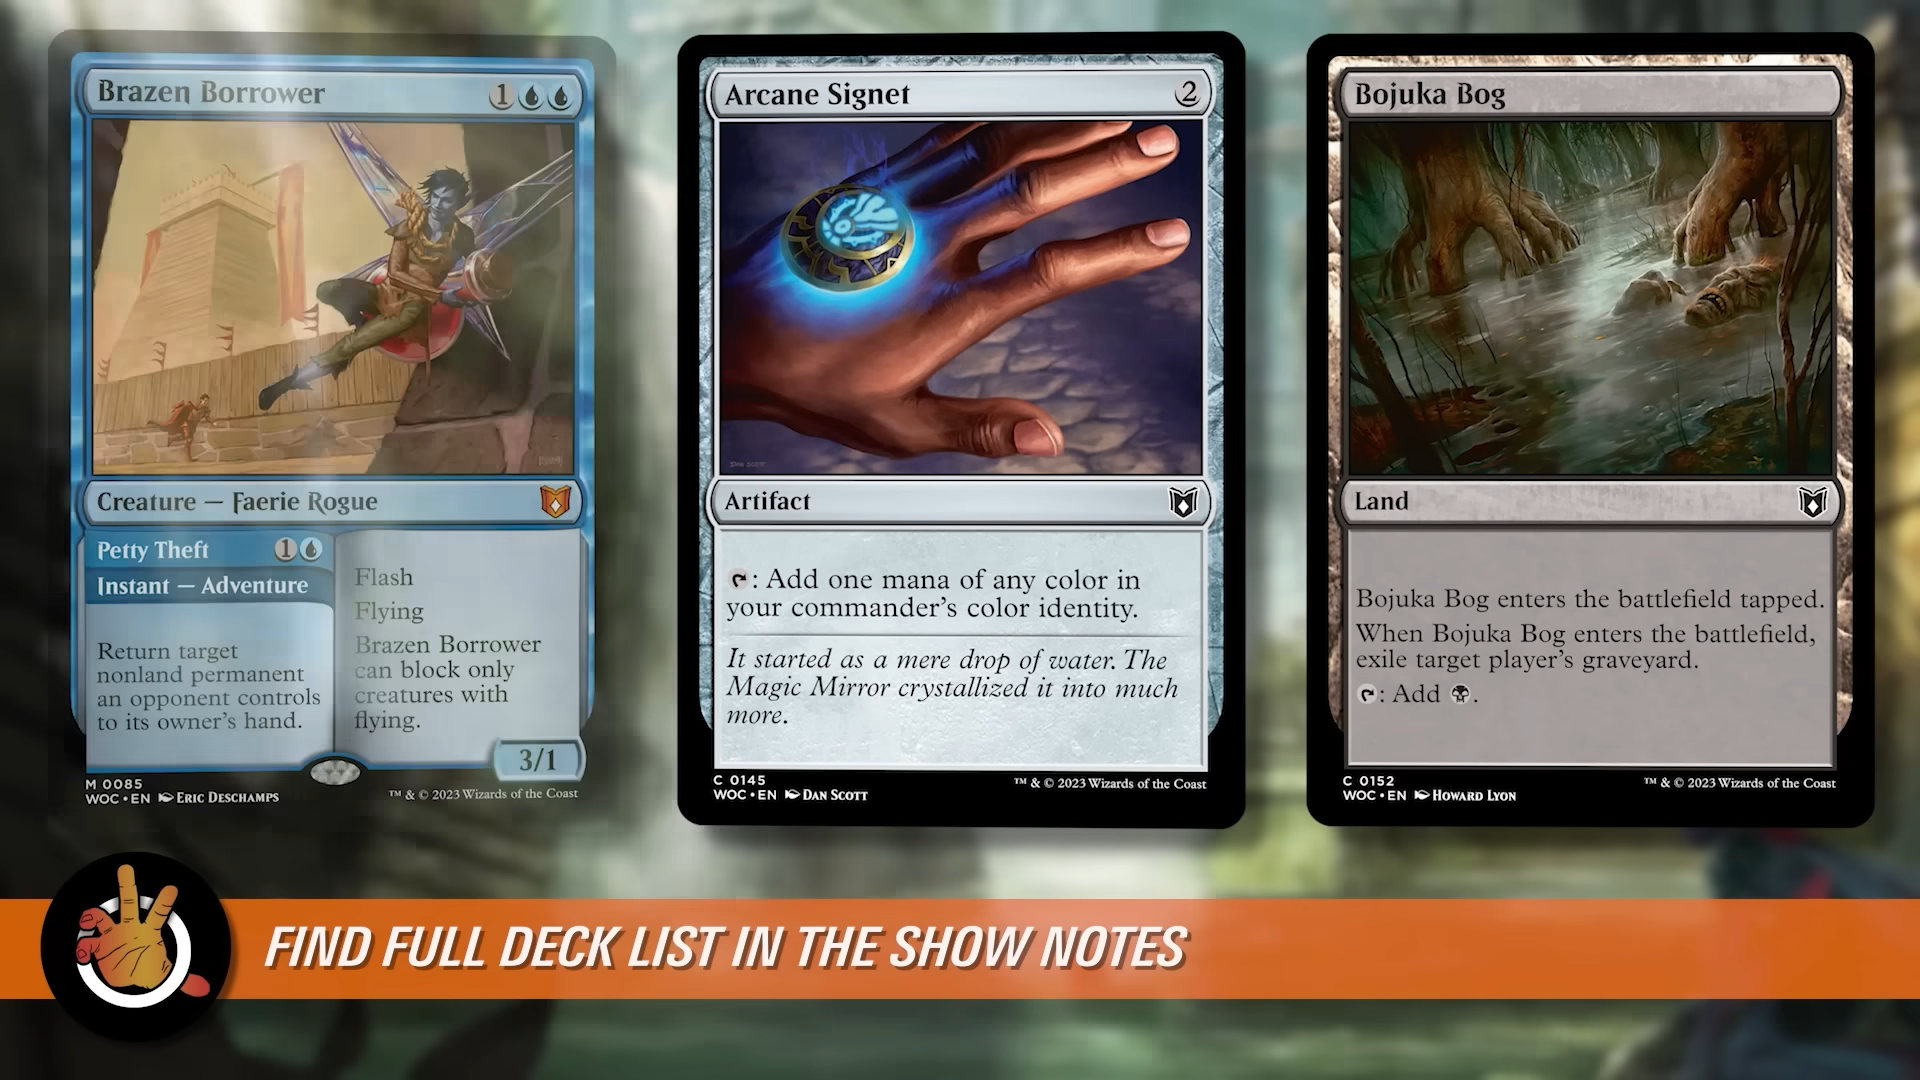 Brazen Borrower 1
Creature — Faerie Rogue
Petty Theft 1
Instant — Adventure
Return target
nonland permanent
an opponent controls
to its owner's hand.
Flash
Flying
Brazen Borrower
can block only
creatures with
flying.
3/1
M 0085
WOC • EN Eric Deschamps
™ & © 2023 Wizards of the Coast
Arcane Signet 2
Artifact
: Add one mana of any color in
your commander's color identity.
It started as a mere drop of water. The
Magic Mirror crystallized it into much
more.
C 0145
WOC • EN Dan Scott
™ & © 2023 Wizards of the Coast
Bojuka Bog
Land
Bojuka Bog enters the battlefield tapped.
When Bojuka Bog enters the battlefield,
exile target player's graveyard.
: Add .
C 0152
WOC • EN Howard Lyon
™ & © 2023 Wizards of the Coast
FIND FULL DECK LIST IN THE SHOW NOTES